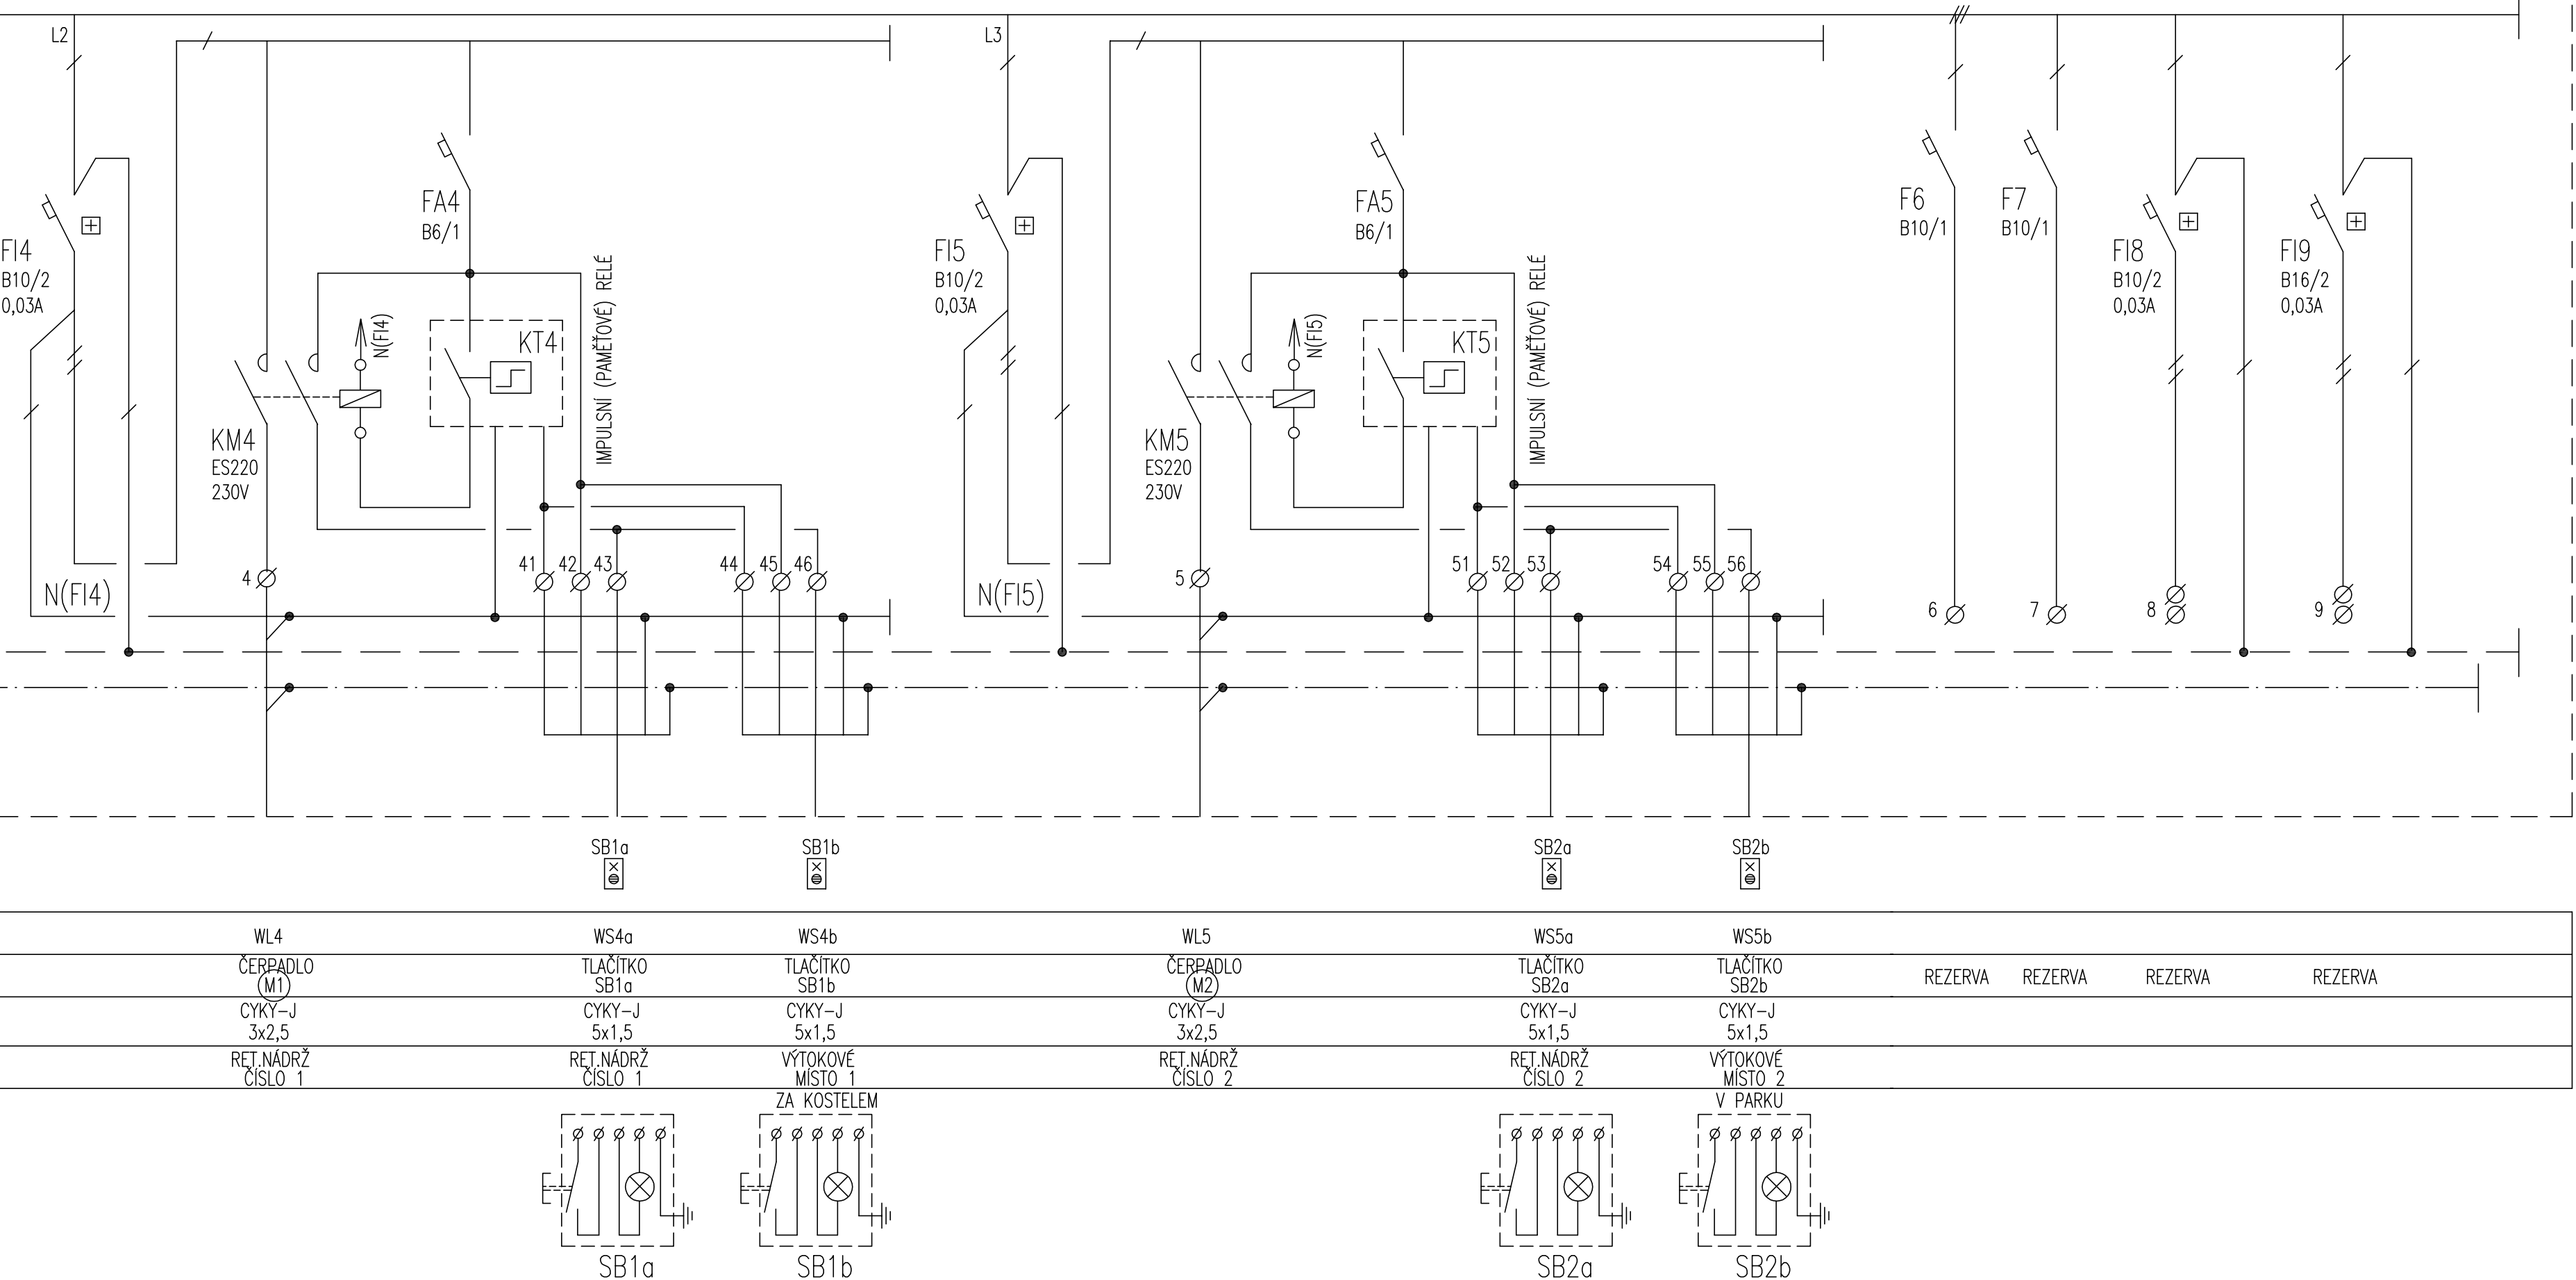 L2
L3
FI4
B10/2
0,03A
FA4
B6/1
KM4
ES220
230V
N(FI4)
KT4
IMPULSNÍ (PAMĚŤOVÉ) RELÉ
N(FI4)
4
41
42
43
44
45
46
FI5
B10/2
0,03A
FA5
B6/1
KM5
ES220
230V
N(FI5)
KT5
IMPULSNÍ (PAMĚŤOVÉ) RELÉ
N(FI5)
5
51
52
53
54
55
56
F6
B10/1
F7
B10/1
FI8
B10/2
0,03A
FI9
B16/2
0,03A
6
7
8
9
SB1a
SB1b
SB2a
SB2b
WL4
WS4a
WS4b
WL5
WS5a
WS5b
ČERPADLO
M1
TLAČÍTKO
SB1a
TLAČÍTKO
SB1b
ČERPADLO
M2
TLAČÍTKO
SB2a
TLAČÍTKO
SB2b
REZERVA
REZERVA
REZERVA
REZERVA
CYKY-J
3x2,5
CYKY-J
5x1,5
CYKY-J
5x1,5
CYKY-J
3x2,5
CYKY-J
5x1,5
CYKY-J
5x1,5
RET.NÁDRŽ
ČÍSLO 1
RET.NÁDRŽ
ČÍSLO 1
VÝTOKOVÉ
MÍSTO 1
ZA KOSTELEM
RET.NÁDRŽ
ČÍSLO 2
RET.NÁDRŽ
ČÍSLO 2
VÝTOKOVÉ
MÍSTO 2
V PARKU
SB1a
SB1b
SB2a
SB2b